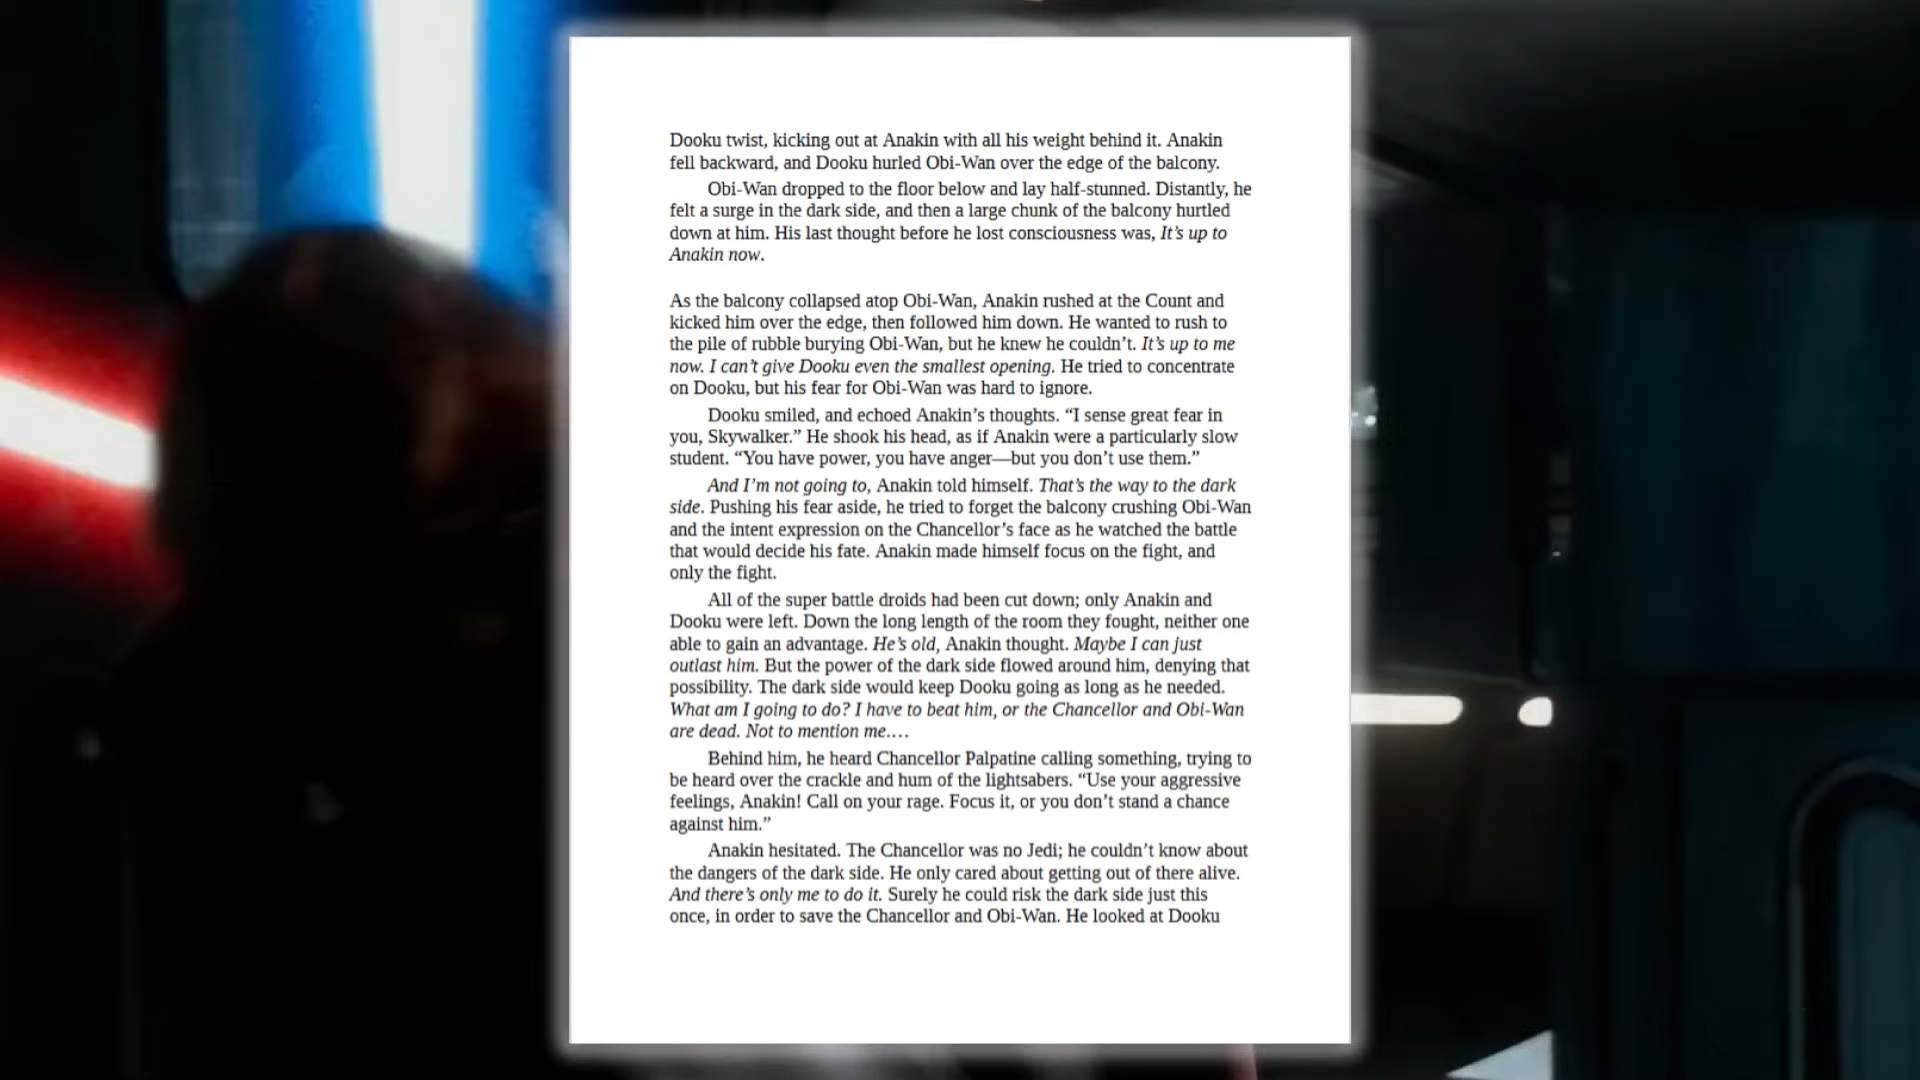 Dooku twist, kicking out at Anakin with all his weight behind it. Anakin
fell backward, and Dooku hurled Obi-Wan over the edge of the balcony.
Obi-Wan dropped to the floor below and lay half-stunned. Distantly, he
felt a surge in the dark side, and then a large chunk of the balcony hurtled
down at him. His last thought before he lost consciousness was, It’s up to
Anakin now.
As the balcony collapsed atop Obi-Wan, Anakin rushed at the Count and
kicked him over the edge, then followed him down. He wanted to rush to
the pile of rubble burying Obi-Wan, but he knew he couldn’t. It’s up to me
now. I can’t give Dooku even the smallest opening. He tried to concentrate
on Dooku, but his fear for Obi-Wan was hard to ignore.
Dooku smiled, and echoed Anakin’s thoughts. “I sense great fear in
you, Skywalker.” He shook his head, as if Anakin were a particularly slow
student. “You have power, you have anger—but you don’t use them.”
And I’m not going to, Anakin told himself. That’s the way to the dark
side. Pushing his fear aside, he tried to forget the balcony crushing Obi-Wan
and the intent expression on the Chancellor’s face as he watched the battle
that would decide his fate. Anakin made himself focus on the fight, and
only the fight.
All of the super battle droids had been cut down; only Anakin and
Dooku were left. Down the long length of the room they fought, neither one
able to gain an advantage. He’s old, Anakin thought. Maybe I can just
outlast him. But the power of the dark side flowed around him, denying that
possibility. The dark side would keep Dooku going as long as he needed.
What am I going to do? I have to beat him, or the Chancellor and Obi-Wan
are dead. Not to mention me.…
Behind him, he heard Chancellor Palpatine calling something, trying to
be heard over the crackle and hum of the lightsabers. “Use your aggressive
feelings, Anakin! Call on your rage. Focus it, or you don’t stand a chance
against him.”
Anakin hesitated. The Chancellor was no Jedi; he couldn’t know about
the dangers of the dark side. He only cared about getting out of there alive.
And there’s only me to do it. Surely he could risk the dark side just this
once, in order to save the Chancellor and Obi-Wan. He looked at Dooku